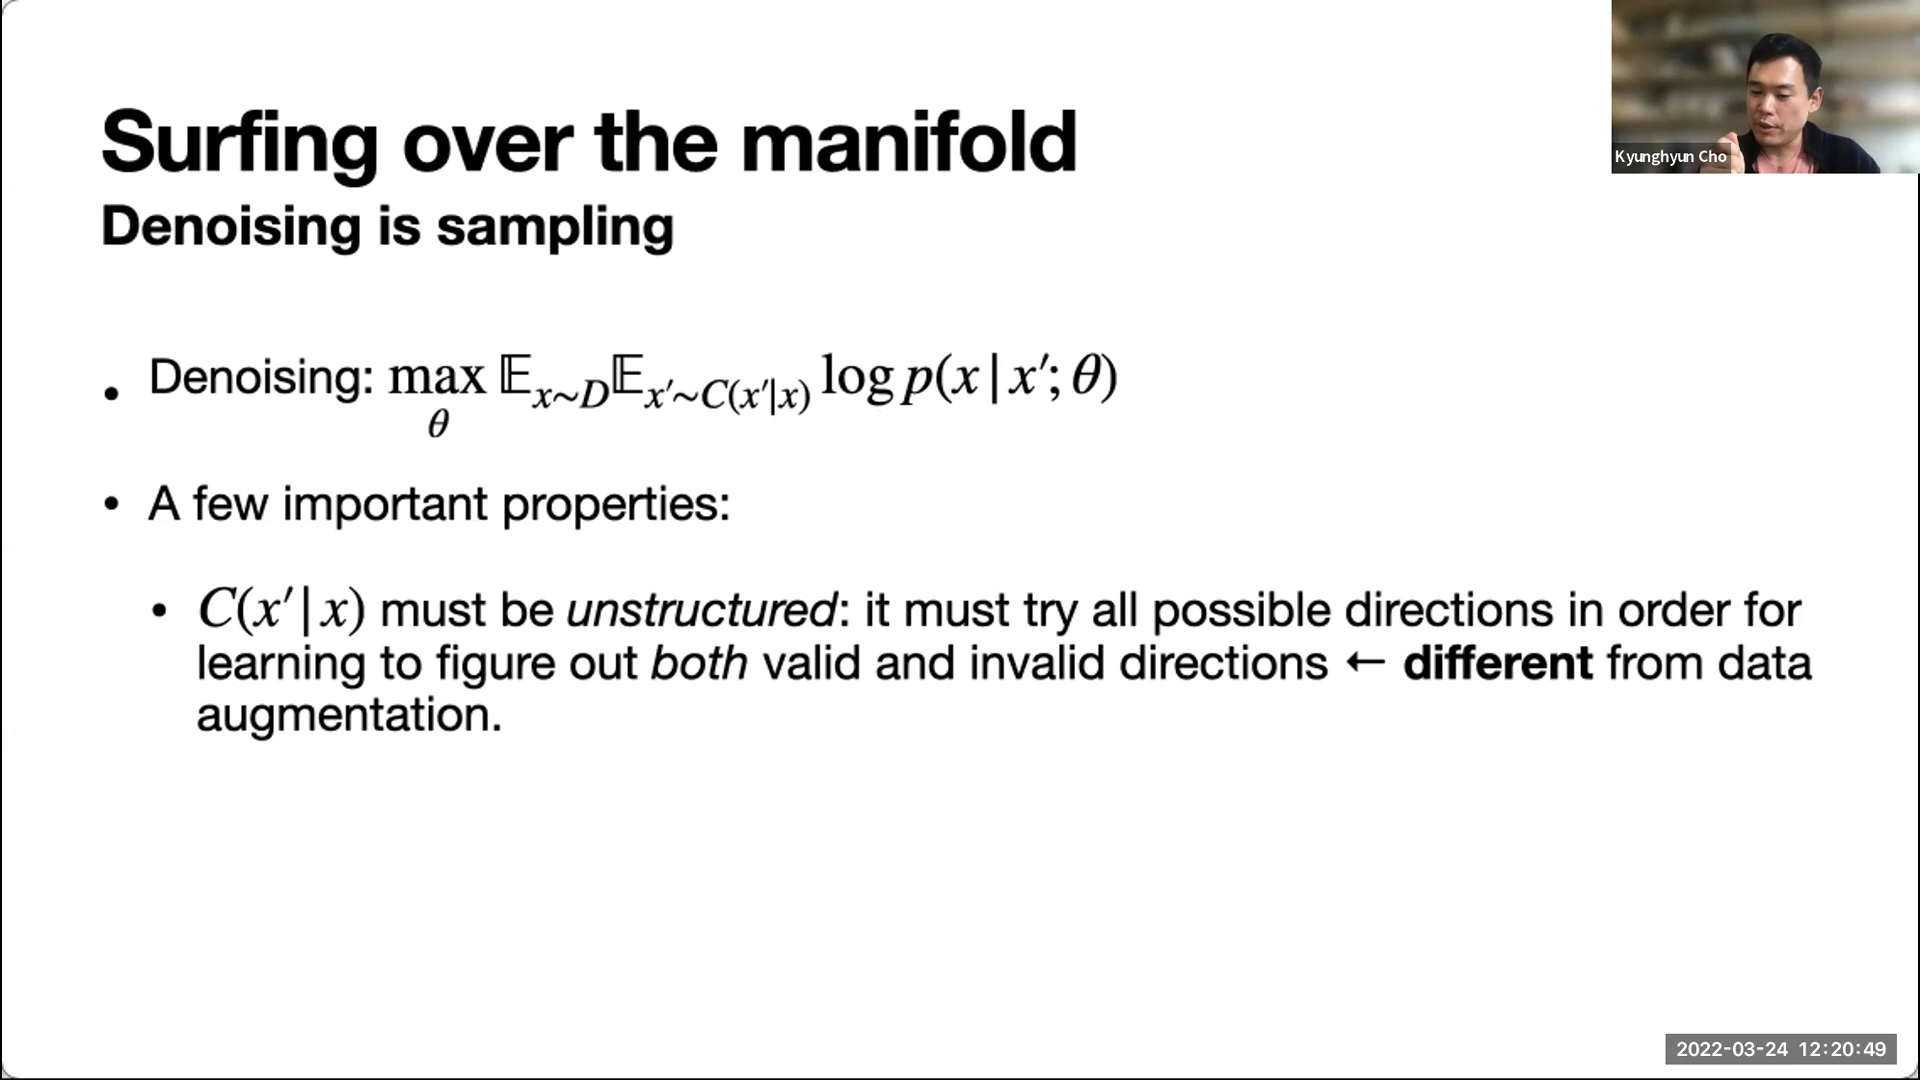 Surfing over the manifold
Kyunghyun Cho
Denoising is sampling
• Denoising: max_θ 𝔼_{x∼D}𝔼_{x′∼C(x′|x)} log p(x | x′; θ)
• A few important properties:
• C(x′ | x) must be unstructured: it must try all possible directions in order for
learning to figure out both valid and invalid directions ← different from data
augmentation.
2022-03-24 12:20:49